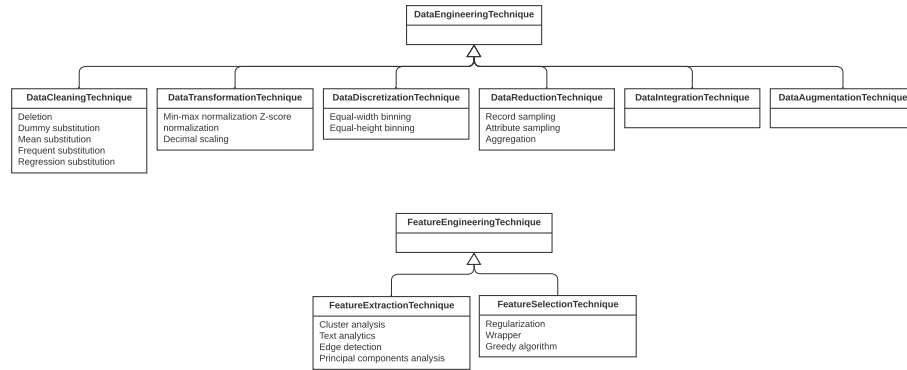 DataEngineeringTechnique
DataCleaningTechnique
Deletion
Dummy substitution
Mean substitution
Frequent substitution
Regression substitution
DataTransformationTechnique
Min-max normalization Z-score
normalization
Decimal scaling
DataDiscretizationTechnique
Equal-width binning
Equal-height binning
DataReductionTechnique
Record sampling
Attribute sampling
Aggregation
DataIntegrationTechnique
DataAugmentationTechnique
FeatureEngineeringTechnique
FeatureExtractionTechnique
Cluster analysis
Text analytics
Edge detection
Principal components analysis
FeatureSelectionTechnique
Regularization
Wrapper
Greedy algorithm